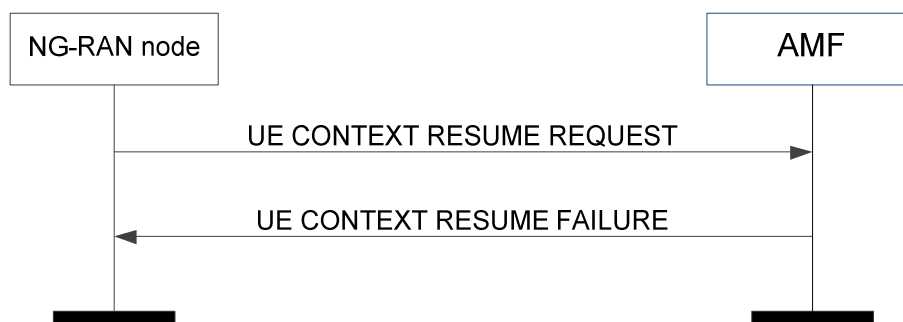 NG-RAN node
AMF
UE CONTEXT RESUME REQUEST
UE CONTEXT RESUME FAILURE